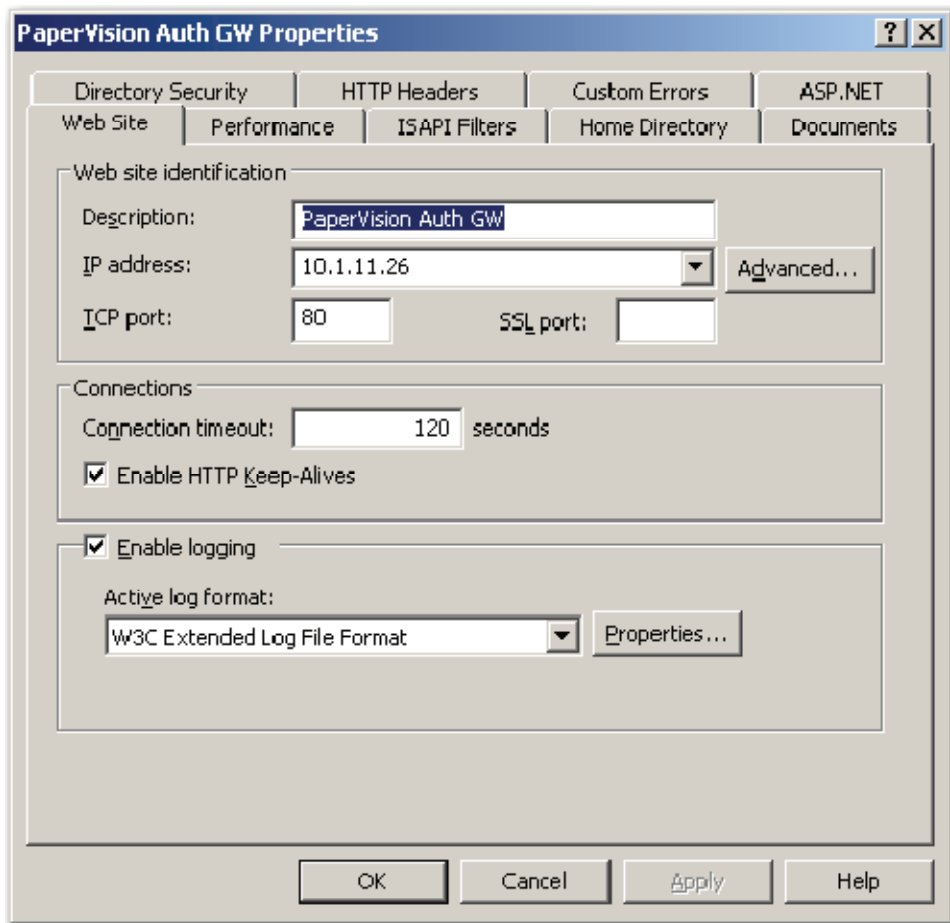 PaperVision Auth GW Properties
Directory Security HTTP Headers Custom Errors ASP.NET
Web Site Performance ISAPI Filters Home Directory Documents
Web site identification
Description: PaperVision Auth GW
IP address: 10.1.11.26 Advanced...
TCP port: 80 SSL port:
Connections
Connection timeout: 120 seconds
Enable HTTP Keep-Alives
Enable logging
Active log format:
W3C Extended Log File Format Properties...
OK Cancel Apply Help